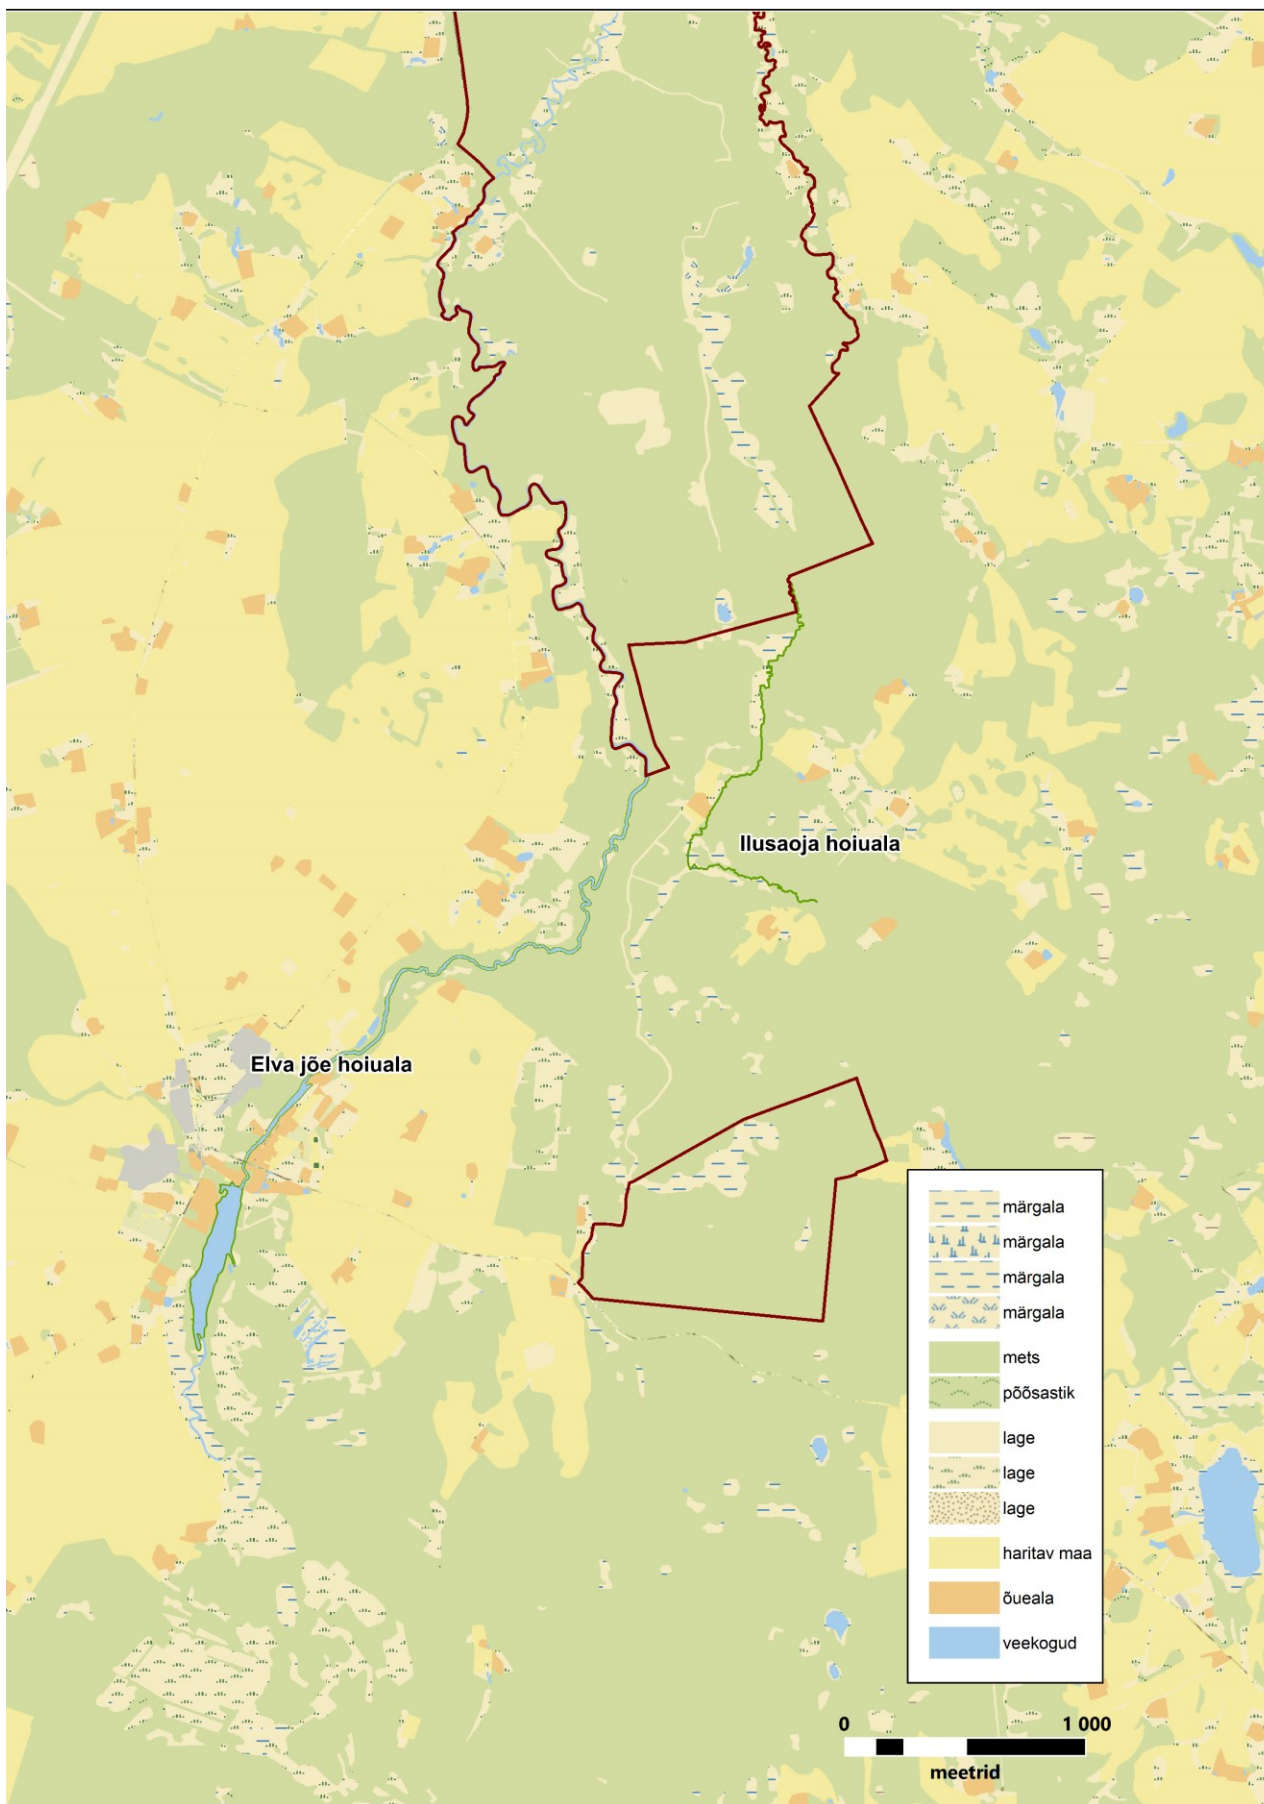 Ilusaoja hoiuala
Elva jõe hoiuala
märgala
märgala
märgala
märgala
mets
põõsastik
lage
lage
lage
haritav maa
õueala
veekogud
0 1 000
meetrid